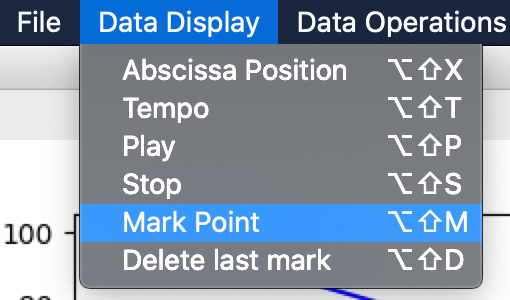 File Data Display Data Operations
Abscissa Position ⌥⇧X
Tempo ⌥⇧T
Play ⌥⇧P
Stop ⌥⇧S
100 Mark Point ⌥⇧M
Delete last mark ⌥⇧D